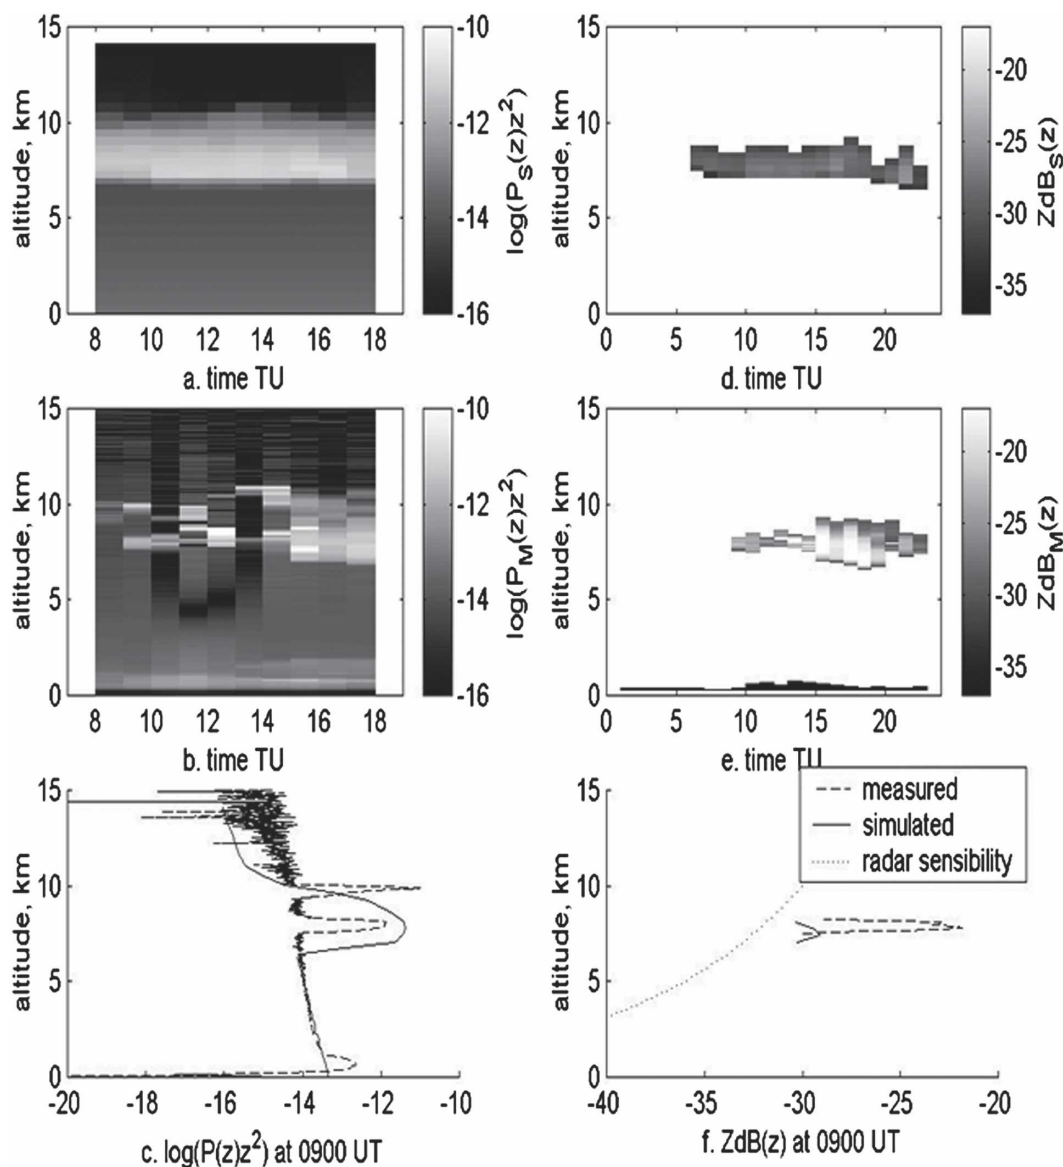 15
10
5
0
altitude, km
8 10 12 14 16 18
a. time TU
-10
-12
-14
-16
log(P_S(z)z²)
15
10
5
0
altitude, km
0 5 10 15 20
d. time TU
-20
-25
-30
-35
ZdB_S(z)
15
10
5
0
altitude, km
8 10 12 14 16 18
b. time TU
-10
-12
-14
-16
log(P_M(z)z²)
15
10
5
0
altitude, km
0 5 10 15 20
e. time TU
-20
-25
-30
-35
ZdB_M(z)
15
10
5
0
altitude, km
-20 -18 -16 -14 -12 -10
c. log(P(z)z²) at 0900 UT
15
10
5
0
altitude, km
measured
simulated
radar sensibility
-40 -30 -20
f. ZdB(z) at 0900 UT